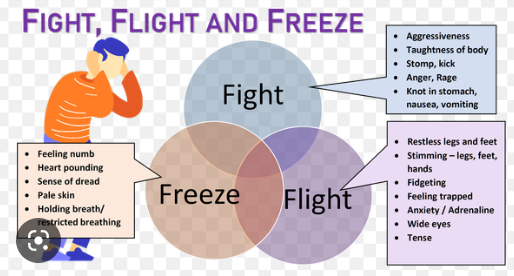 FIGHT, FLIGHT AND FREEZE
Fight
Freeze
Flight
• Aggressiveness
• Taughtness of body
• Stomp, kick
• Anger, Rage
• Knot in stomach,
nausea, vomiting
• Feeling numb
• Heart pounding
• Sense of dread
• Pale skin
• Holding breath/
restricted breathing
• Restless legs and feet
• Stimming – legs, feet,
hands
• Fidgeting
• Feeling trapped
• Anxiety / Adrenaline
• Wide eyes
• Tense